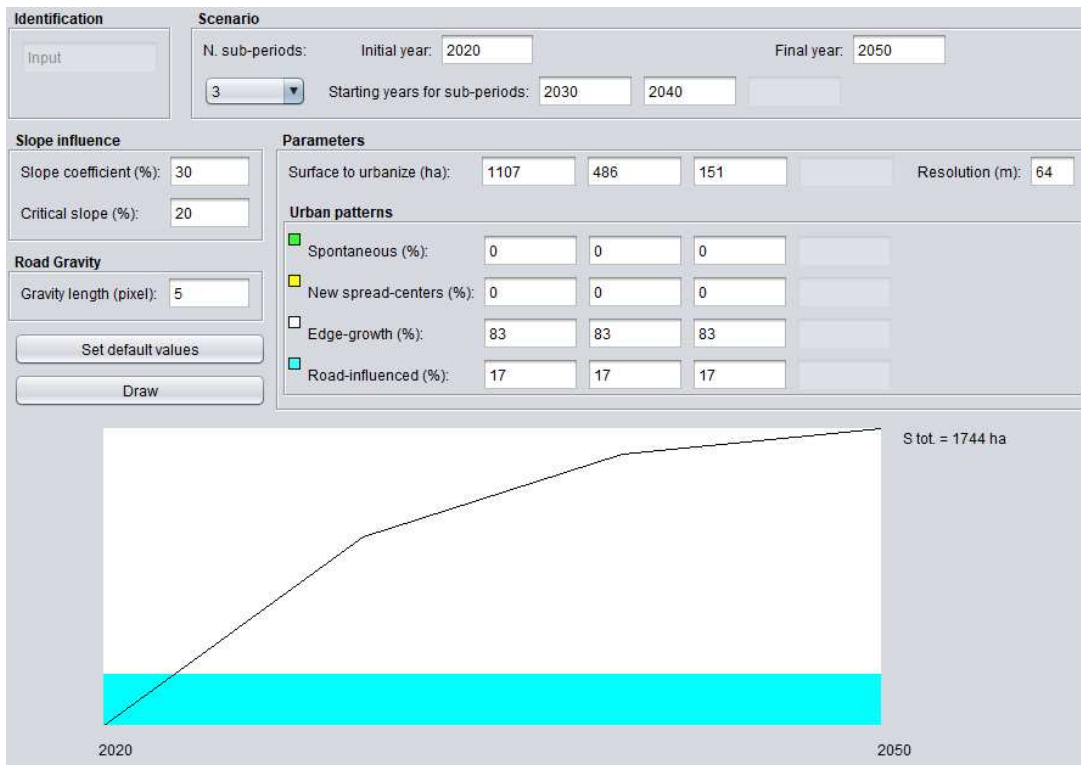 Identification
Input
Scenario
N. sub-periods: Initial year: 2020 Final year: 2050
3 Starting years for sub-periods: 2030 2040
Slope influence
Slope coefficient (%): 30
Critical slope (%): 20
Road Gravity
Gravity length (pixel): 5
Set default values
Draw
Parameters
Surface to urbanize (ha): 1107 486 151 Resolution (m): 64
Urban patterns
Spontaneous (%): 0 0 0
New spread-centers (%): 0 0 0
Edge-growth (%): 83 83 83
Road-influenced (%): 17 17 17
S tot. = 1744 ha
2020 2050